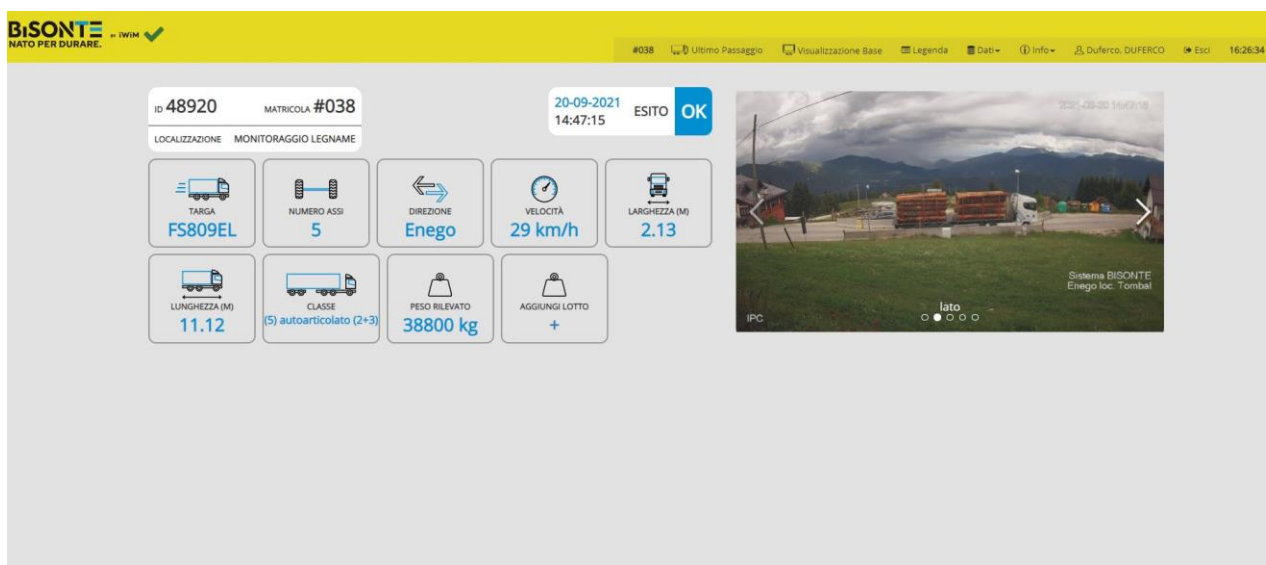 BiSONTE BY iWiM
NATO PER DURARE.
#038 Ultimo Passaggio Visualizzazione Base Legenda Dati Info Duferco. DUFERCO Esci 16:26:34
ID 48920 MATRICOLA #038
LOCALIZZAZIONE MONITORAGGIO LEGNAME
20-09-2021
14:47:15
ESITO OK
TARGA
FS809EL
NUMERO ASSI
5
DIREZIONE
Enego
VELOCITÀ
29 km/h
LARGHEZZA (M)
2.13
LUNGHEZZA (M)
11.12
CLASSE
(5) autoarticolato (2+3)
PESO RILEVATO
38800 kg
AGGIUNGI LOTTO
+
Sistema BISONTE
Enego loc. Tombal
lato
IPC